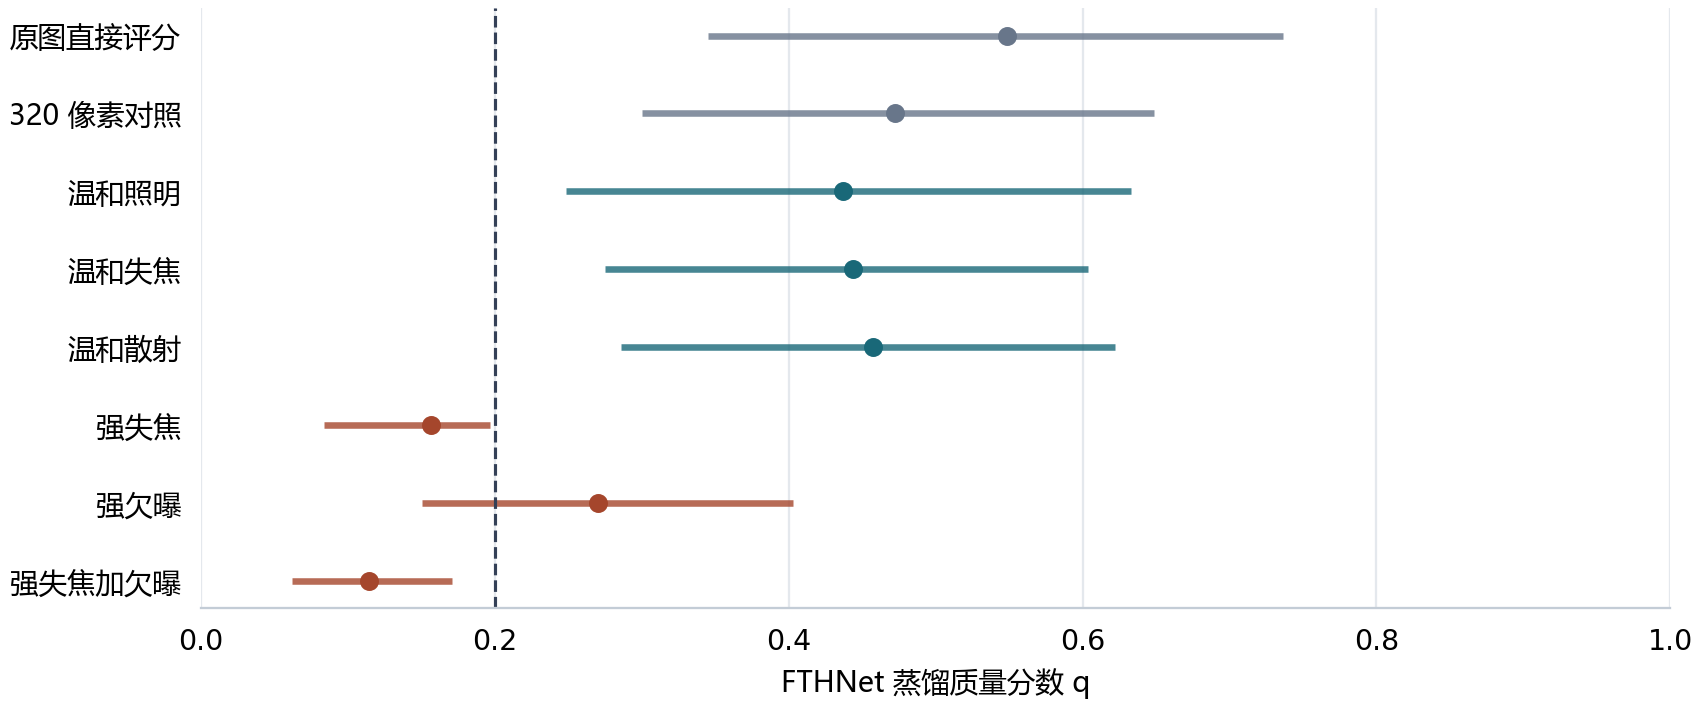 原图直接评分
320 像素对照
温和照明
温和失焦
温和散射
强失焦
强欠曝
强失焦加欠曝
0.0 0.2 0.4 0.6 0.8 1.0
FTHNet 蒸馏质量分数 q